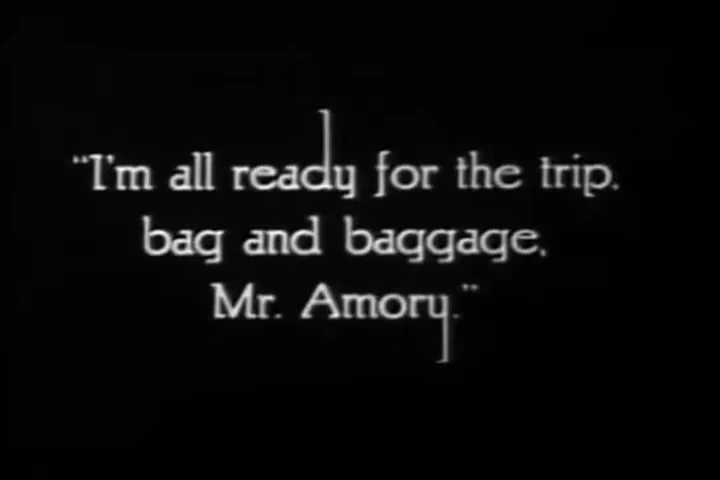 “I'm all ready for the trip,
bag and baggage,
Mr. Amory.”